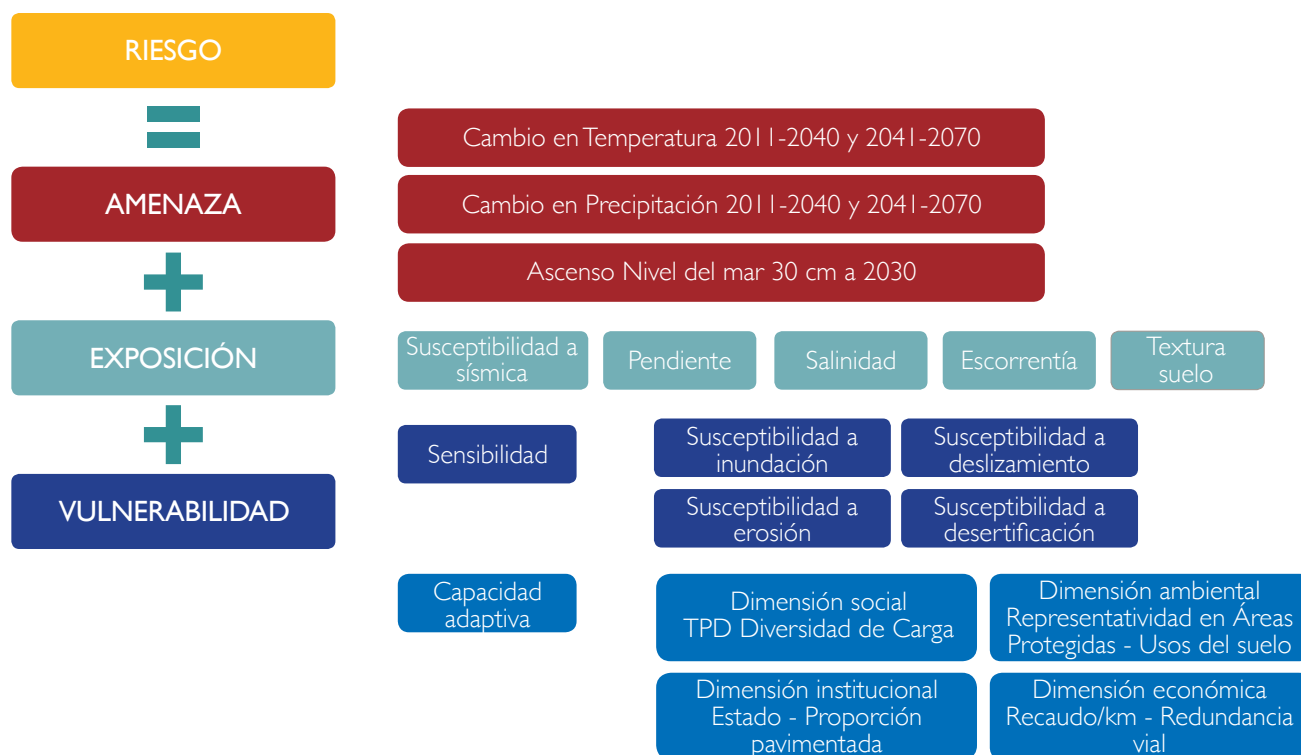 RIESGO
=
Cambio en Temperatura 2011-2040 y 2041-2070
AMENAZA
Cambio en Precipitación 2011-2040 y 2041-2070
+
Ascenso Nivel del mar 30 cm a 2030
EXPOSICIÓN
Susceptibilidad a
sísmica
Pendiente
Salinidad
Escorrentía
Textura
suelo
+
VULNERABILIDAD
Sensibilidad
Susceptibilidad a
inundación
Susceptibilidad a
deslizamiento
Susceptibilidad a
erosión
Susceptibilidad a
desertificación
Capacidad
adaptiva
Dimensión social
TPD Diversidad de Carga
Dimensión ambiental
Representatividad en Áreas
Protegidas - Usos del suelo
Dimensión institucional
Estado - Proporción
pavimentada
Dimensión económica
Recaudo/km - Redundancia
vial